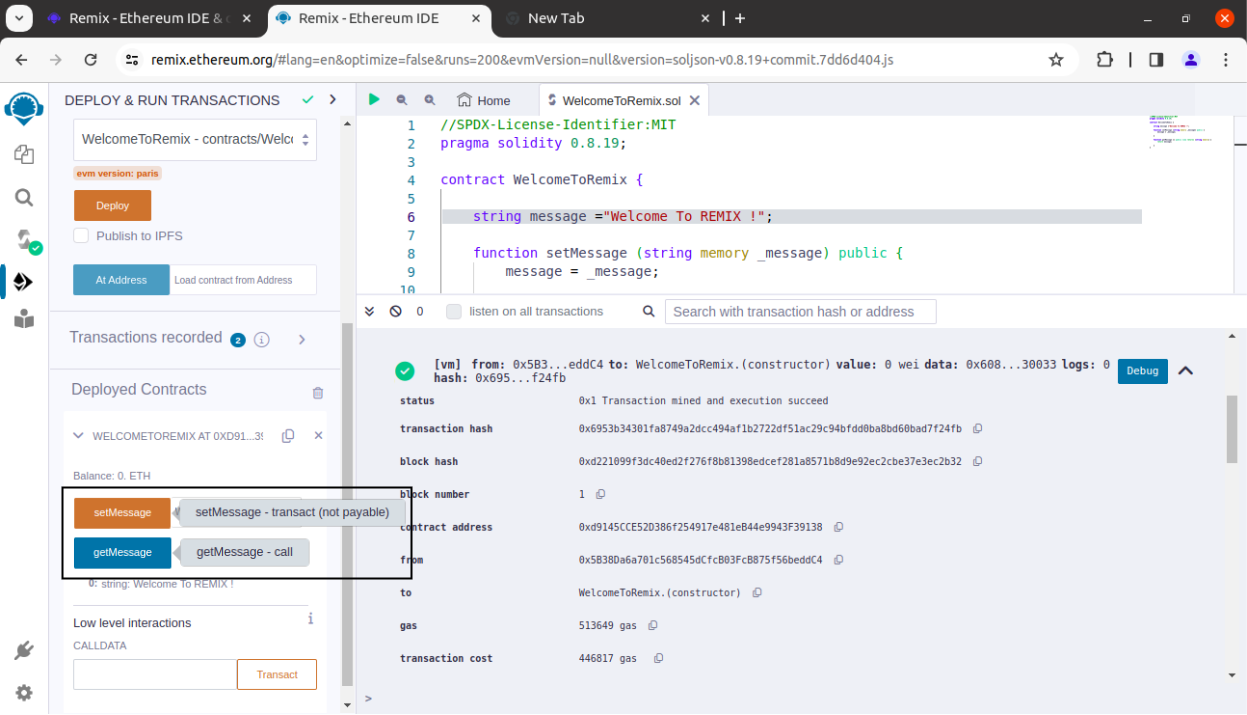 Remix - Ethereum IDE &
Remix - Ethereum IDE
New Tab
remix.ethereum.org/#lang=en&optimize=false&runs=200&evmVersion=null&version=soljson-v0.8.19+commit.7dd6d404.js
DEPLOY & RUN TRANSACTIONS
WelcomeToRemix - contracts/Welc
evm version: paris
Deploy
Publish to IPFS
At Address
Load contract from Address
Transactions recorded 2 i
Deployed Contracts
WELCOMETOREMIX AT 0XD91...39
Balance: 0. ETH
setMessage
setMessage - transact (not payable)
getMessage
getMessage - call
0: string: Welcome To REMIX !
Low level interactions
i
CALLDATA
Transact
Home
WelcomeToRemix.sol
1 //SPDX-License-Identifier:MIT
2 pragma solidity 0.8.19;
3
4 contract WelcomeToRemix {
5
6 string message ="Welcome To REMIX !";
7
8 function setMessage (string memory _message) public {
9 message = _message;
10
0
listen on all transactions
Search with transaction hash or address
[vm] from: 0x5B3...eddC4 to: WelcomeToRemix.(constructor) value: 0 wei data: 0x608...30033 logs: 0
hash: 0x695...f24fb
Debug
status 0x1 Transaction mined and execution succeed
transaction hash 0x6953b34301fa8749a2dcc494af1b2722df51ac29c94bfdd0ba8bd60bad7f24fb
block hash 0xd221099f3dc40ed2f276f8b81398edcef281a8571b8d9e92ec2cbe37e3ec2b32
block number 1
contract address 0xd9145CCE52D386f254917e481eB44e9943F39138
from 0x5B38Da6a701c568545dCfcB03FcB875f56beddC4
to WelcomeToRemix.(constructor)
gas 513649 gas
transaction cost 446817 gas
>